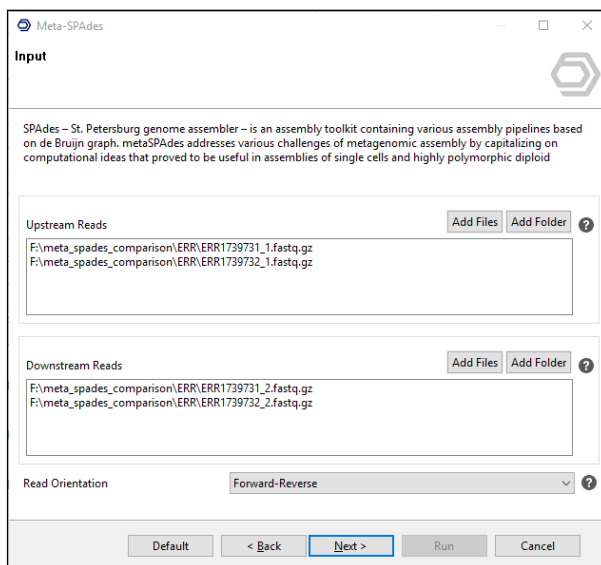 Meta-SPAdes
Input
SPAdes – St. Petersburg genome assembler – is an assembly toolkit containing various assembly pipelines based
on de Bruijn graph. metaSPAdes addresses various challenges of metagenomic assembly by capitalizing on
computational ideas that proved to be useful in assemblies of single cells and highly polymorphic diploid
Upstream Reads Add Files Add Folder ?
F:\meta_spades_comparison\ERR\ERR1739731_1.fastq.gz
F:\meta_spades_comparison\ERR\ERR1739732_1.fastq.gz
Downstream Reads Add Files Add Folder ?
F:\meta_spades_comparison\ERR\ERR1739731_2.fastq.gz
F:\meta_spades_comparison\ERR\ERR1739732_2.fastq.gz
Read Orientation Forward-Reverse ?
Default < Back Next > Run Cancel